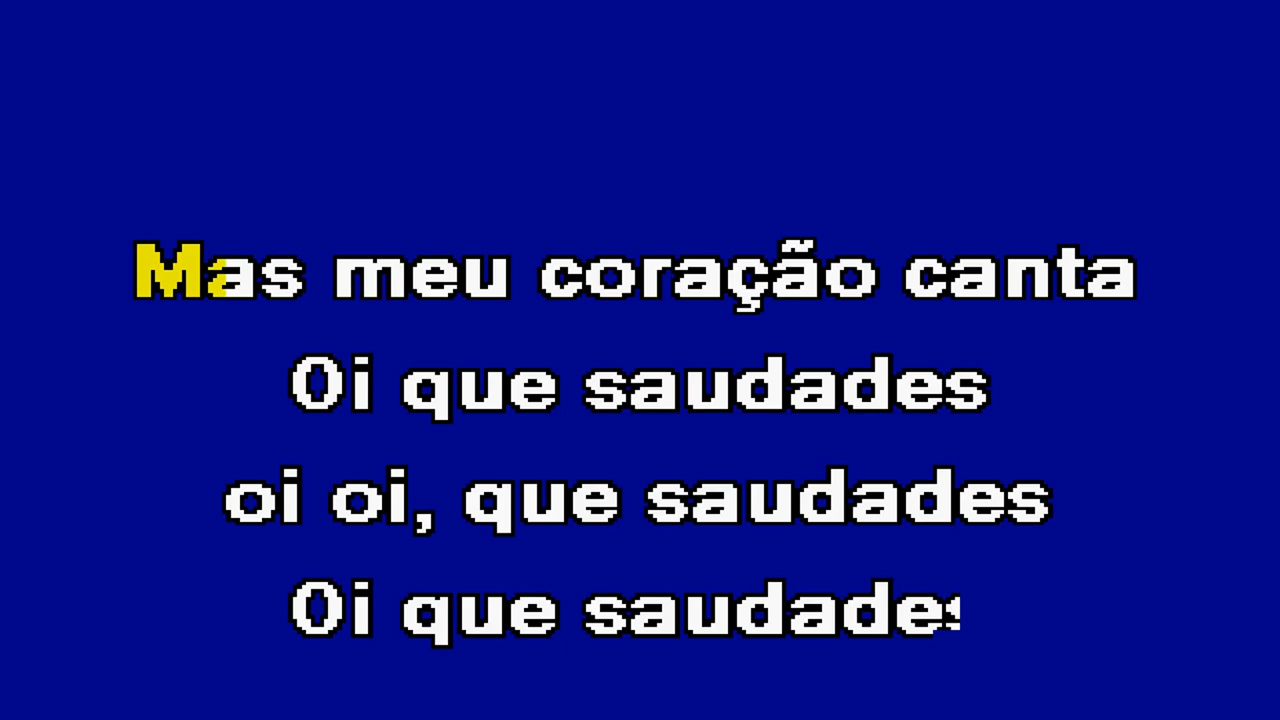 Mas meu coração canta
Oi que saudades
oi oi, que saudades
Oi que saudades